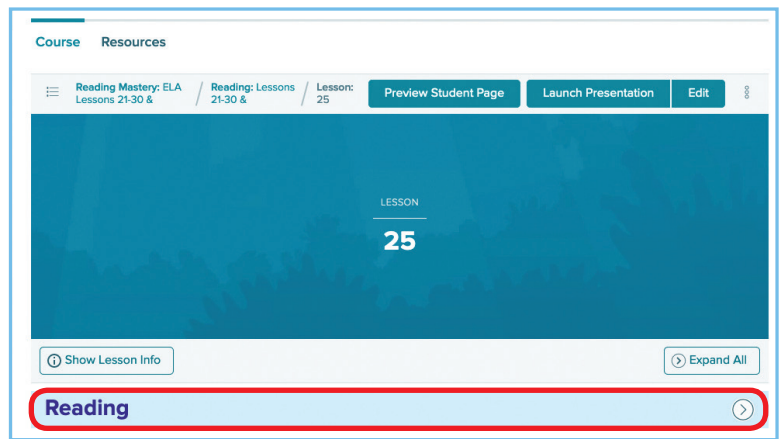 Course Resources
Reading Mastery: ELA Lessons 21-30 & / Reading: Lessons 21-30 & / Lesson: 25 Preview Student Page Launch Presentation Edit
LESSON
25
Show Lesson Info Expand All
Reading